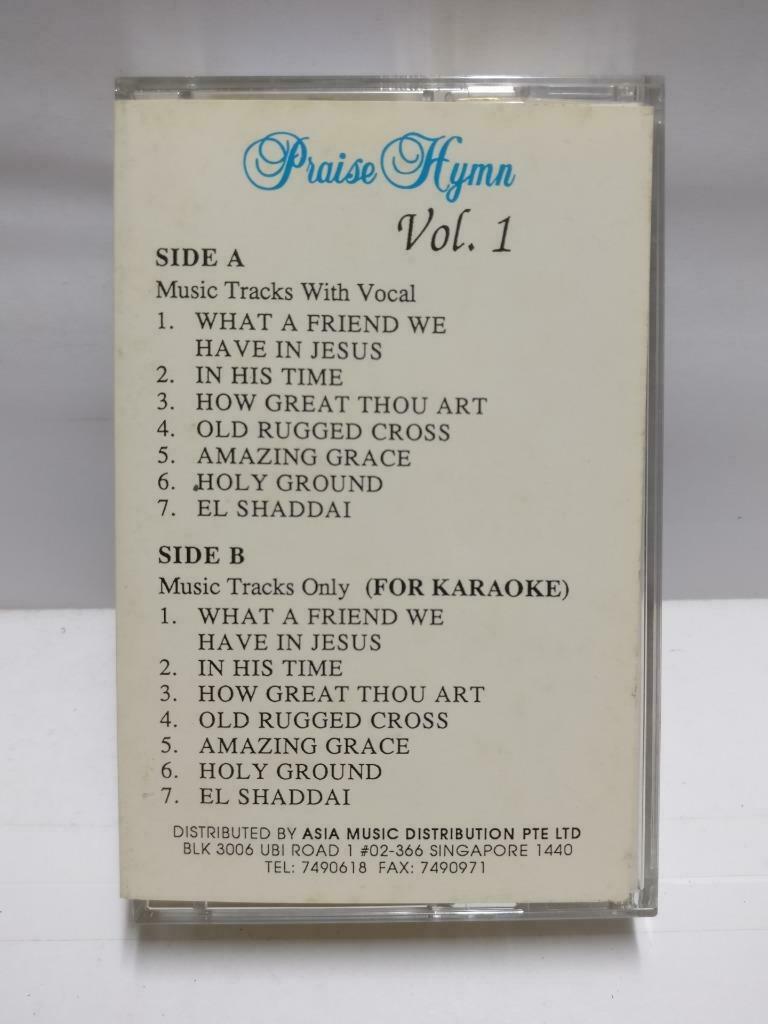 Praise Hymn
Vol. 1
SIDE A
Music Tracks With Vocal
1. WHAT A FRIEND WE
HAVE IN JESUS
2. IN HIS TIME
3. HOW GREAT THOU ART
4. OLD RUGGED CROSS
5. AMAZING GRACE
6. HOLY GROUND
7. EL SHADDAI
SIDE B
Music Tracks Only (FOR KARAOKE)
1. WHAT A FRIEND WE
HAVE IN JESUS
2. IN HIS TIME
3. HOW GREAT THOU ART
4. OLD RUGGED CROSS
5. AMAZING GRACE
6. HOLY GROUND
7. EL SHADDAI
DISTRIBUTED BY ASIA MUSIC DISTRIBUTION PTE LTD
BLK 3006 UBI ROAD 1 #02-366 SINGAPORE 1440
TEL: 7490618 FAX: 7490971